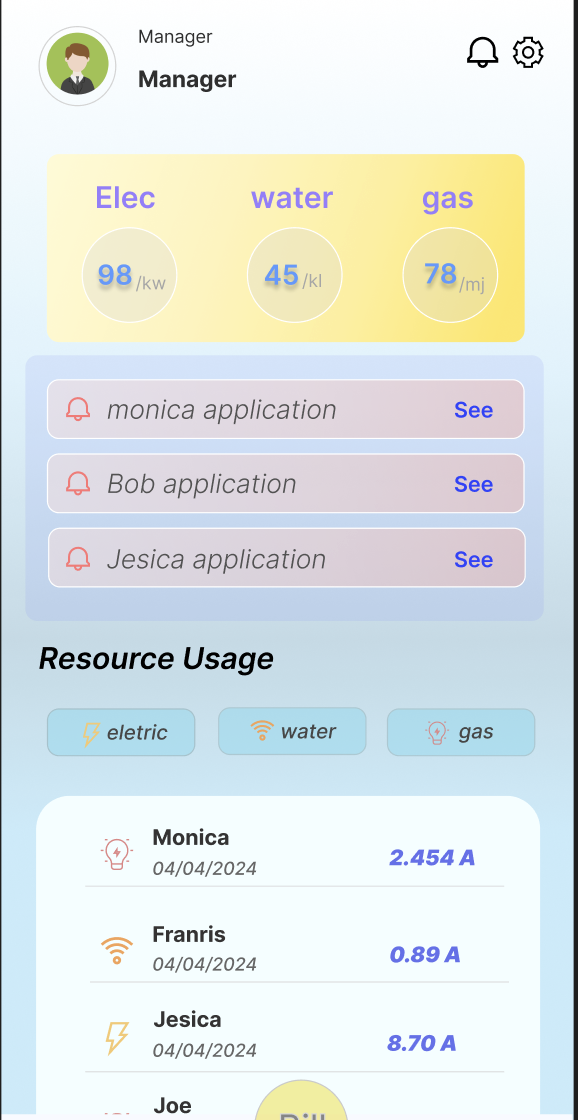 Manager
Manager
Elec water gas
98 /kw 45 /kl 78 /mj
monica application See
Bob application See
Jesica application See
Resource Usage
eletric water gas
Monica
04/04/2024
2.454 A
Franris
04/04/2024
0.89 A
Jesica
04/04/2024
8.70 A
Joe
Bill